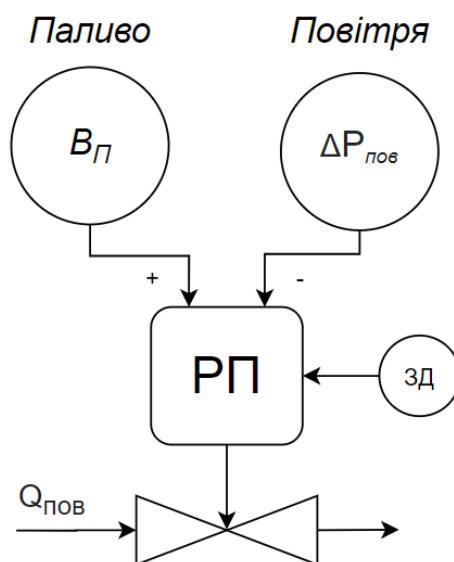 Паливо
Повітря
BП
ΔPпов
+
-
РП
ЗД
Qпов